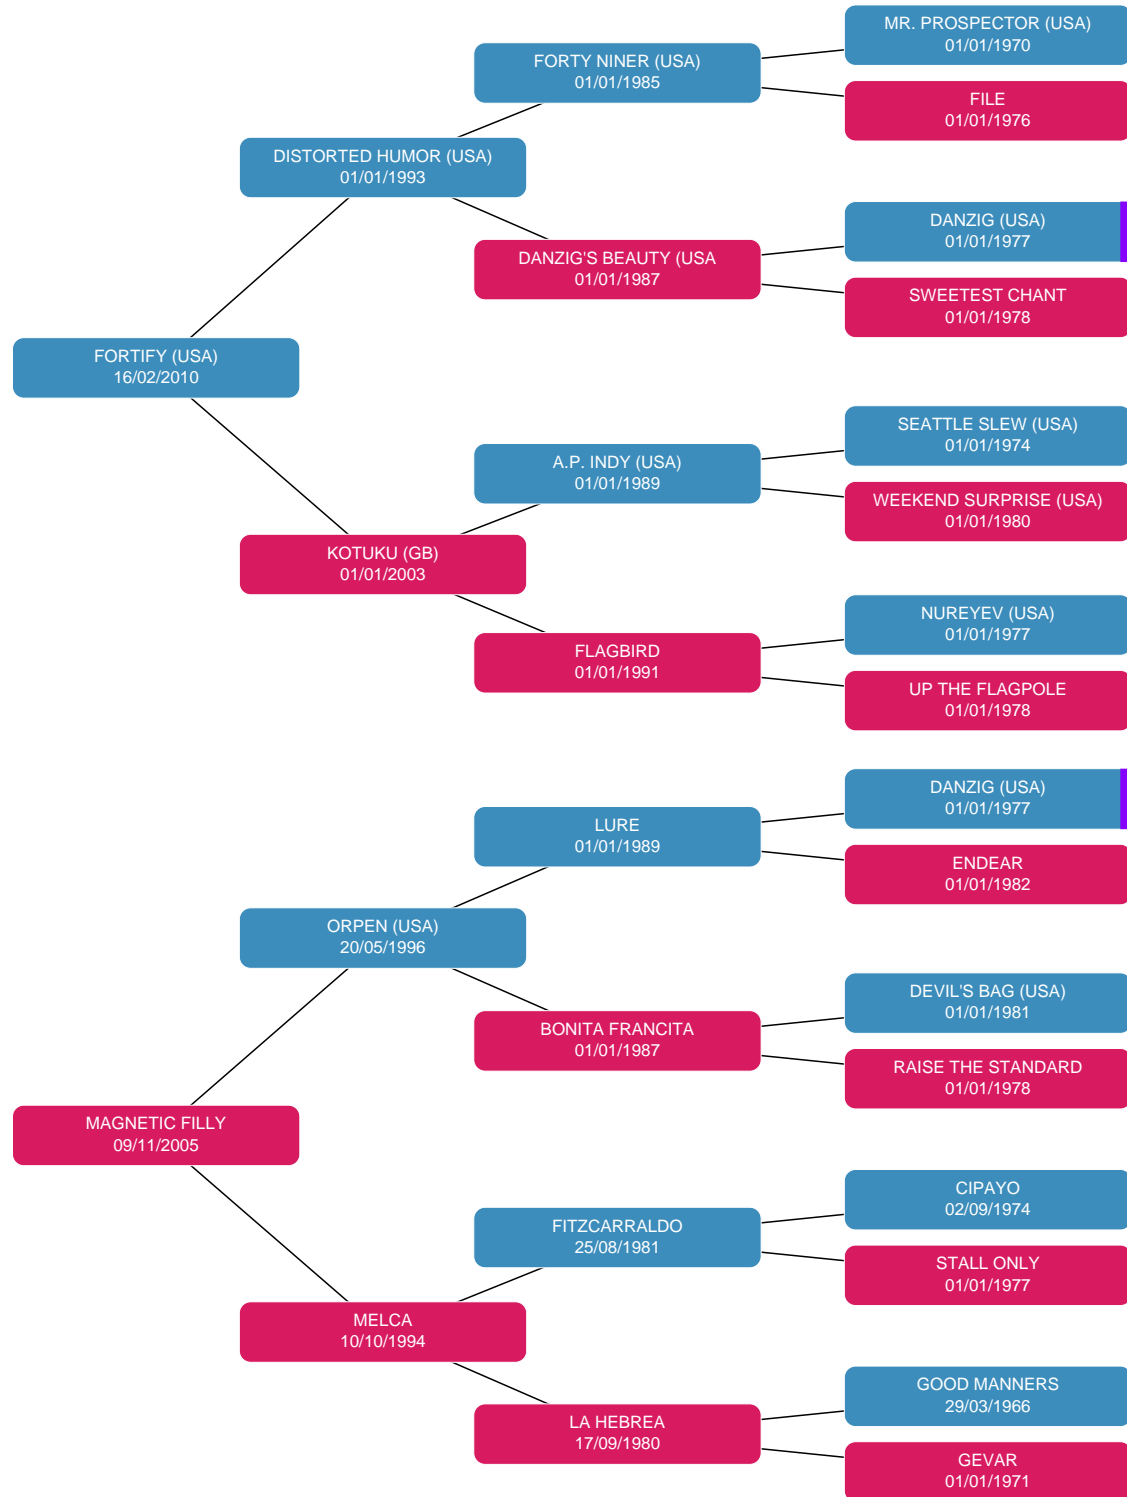 MR. PROSPECTOR (USA)
01/01/1970
FORTY NINER (USA)
01/01/1985
FILE
01/01/1976
DISTORTED HUMOR (USA)
01/01/1993
DANZIG (USA)
01/01/1977
DANZIG'S BEAUTY (USA
01/01/1987
SWEETEST CHANT
01/01/1978
FORTIFY (USA)
16/02/2010
SEATTLE SLEW (USA)
01/01/1974
A.P. INDY (USA)
01/01/1989
WEEKEND SURPRISE (USA)
01/01/1980
KOTUKU (GB)
01/01/2003
NUREYEV (USA)
01/01/1977
FLAGBIRD
01/01/1991
UP THE FLAGPOLE
01/01/1978
DANZIG (USA)
01/01/1977
LURE
01/01/1989
ENDEAR
01/01/1982
ORPEN (USA)
20/05/1996
DEVIL'S BAG (USA)
01/01/1981
BONITA FRANCITA
01/01/1987
RAISE THE STANDARD
01/01/1978
MAGNETIC FILLY
09/11/2005
CIPAYO
02/09/1974
FITZCARRALDO
25/08/1981
STALL ONLY
01/01/1977
MELCA
10/10/1994
GOOD MANNERS
29/03/1966
LA HEBREA
17/09/1980
GEVAR
01/01/1971